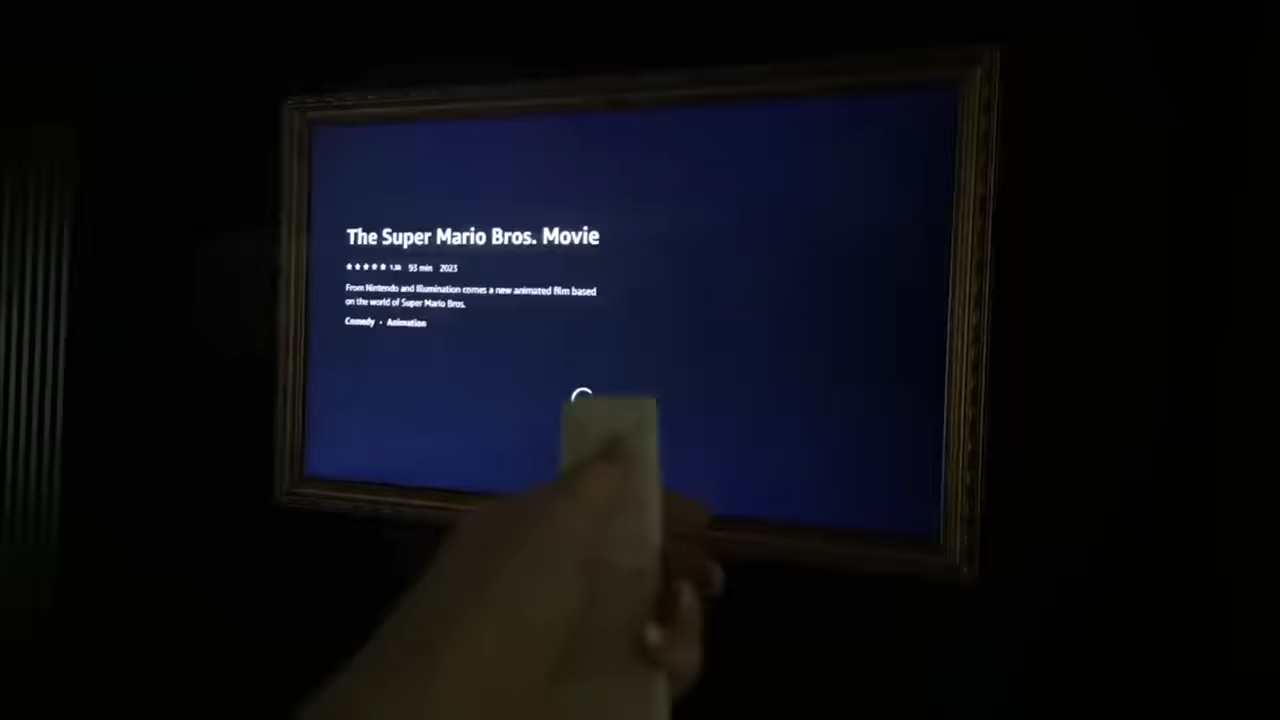 The Super Mario Bros. Movie
93 min 2023
From Nintendo and Illumination comes a new animated film based
on the world of Super Mario Bros.
Comedy • Animation